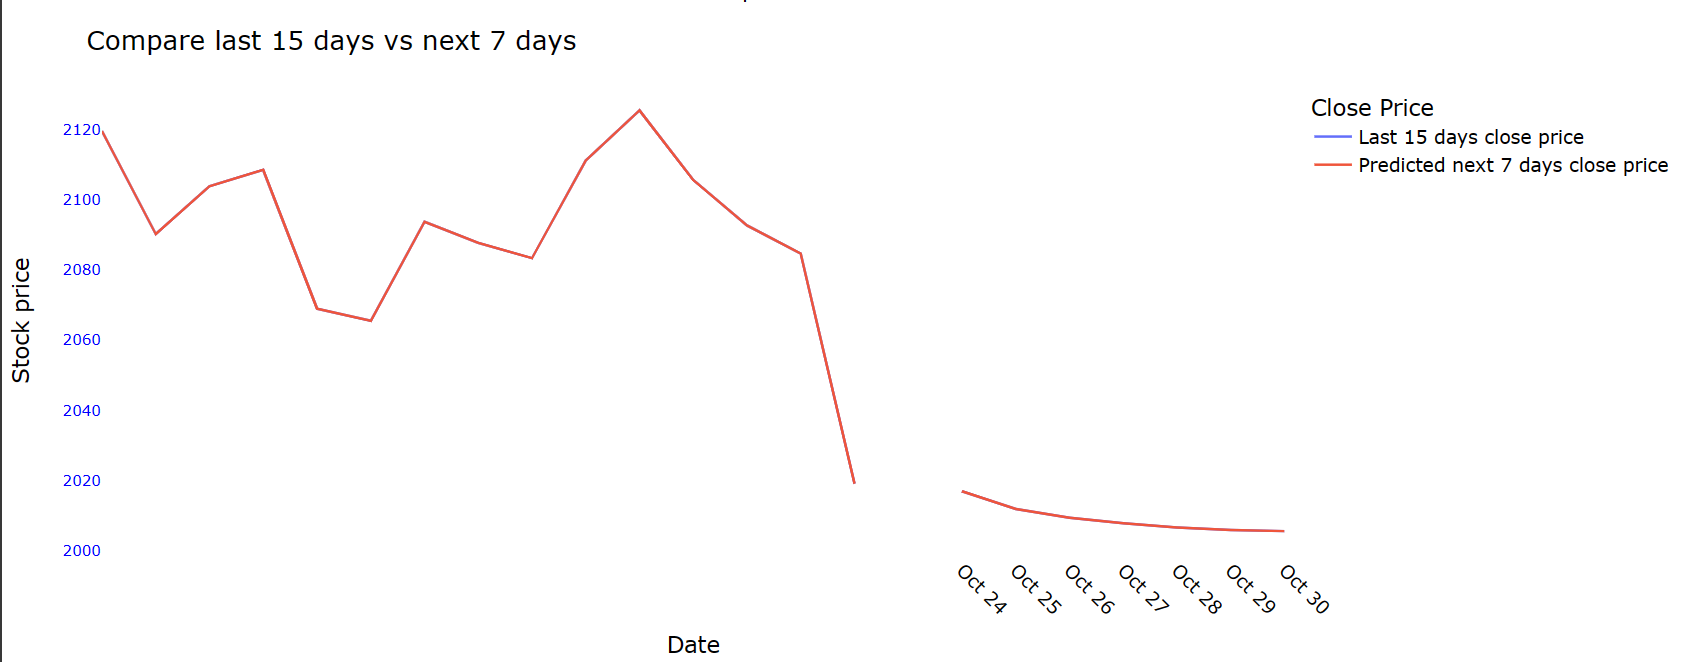 Compare last 15 days vs next 7 days
Close Price
Last 15 days close price
Predicted next 7 days close price
Stock price
2120
2100
2080
2060
2040
2020
2000
Oct 24
Oct 25
Oct 26
Oct 27
Oct 28
Oct 29
Oct 30
Date